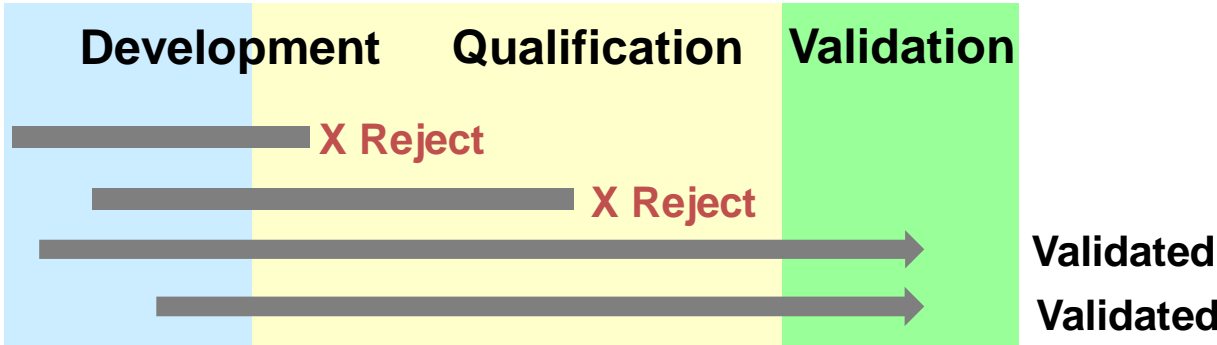 Development Qualification Validation
X Reject
X Reject
Validated
Validated